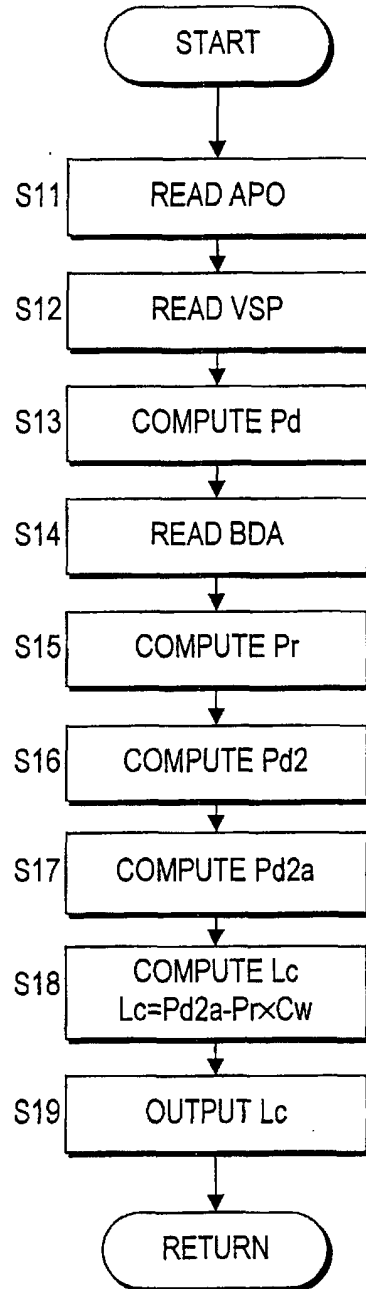 START
S11 READ APO
S12 READ VSP
S13 COMPUTE Pd
S14 READ BDA
S15 COMPUTE Pr
S16 COMPUTE Pd2
S17 COMPUTE Pd2a
S18 COMPUTE Lc
Lc=Pd2a-Pr×Cw
S19 OUTPUT Lc
RETURN